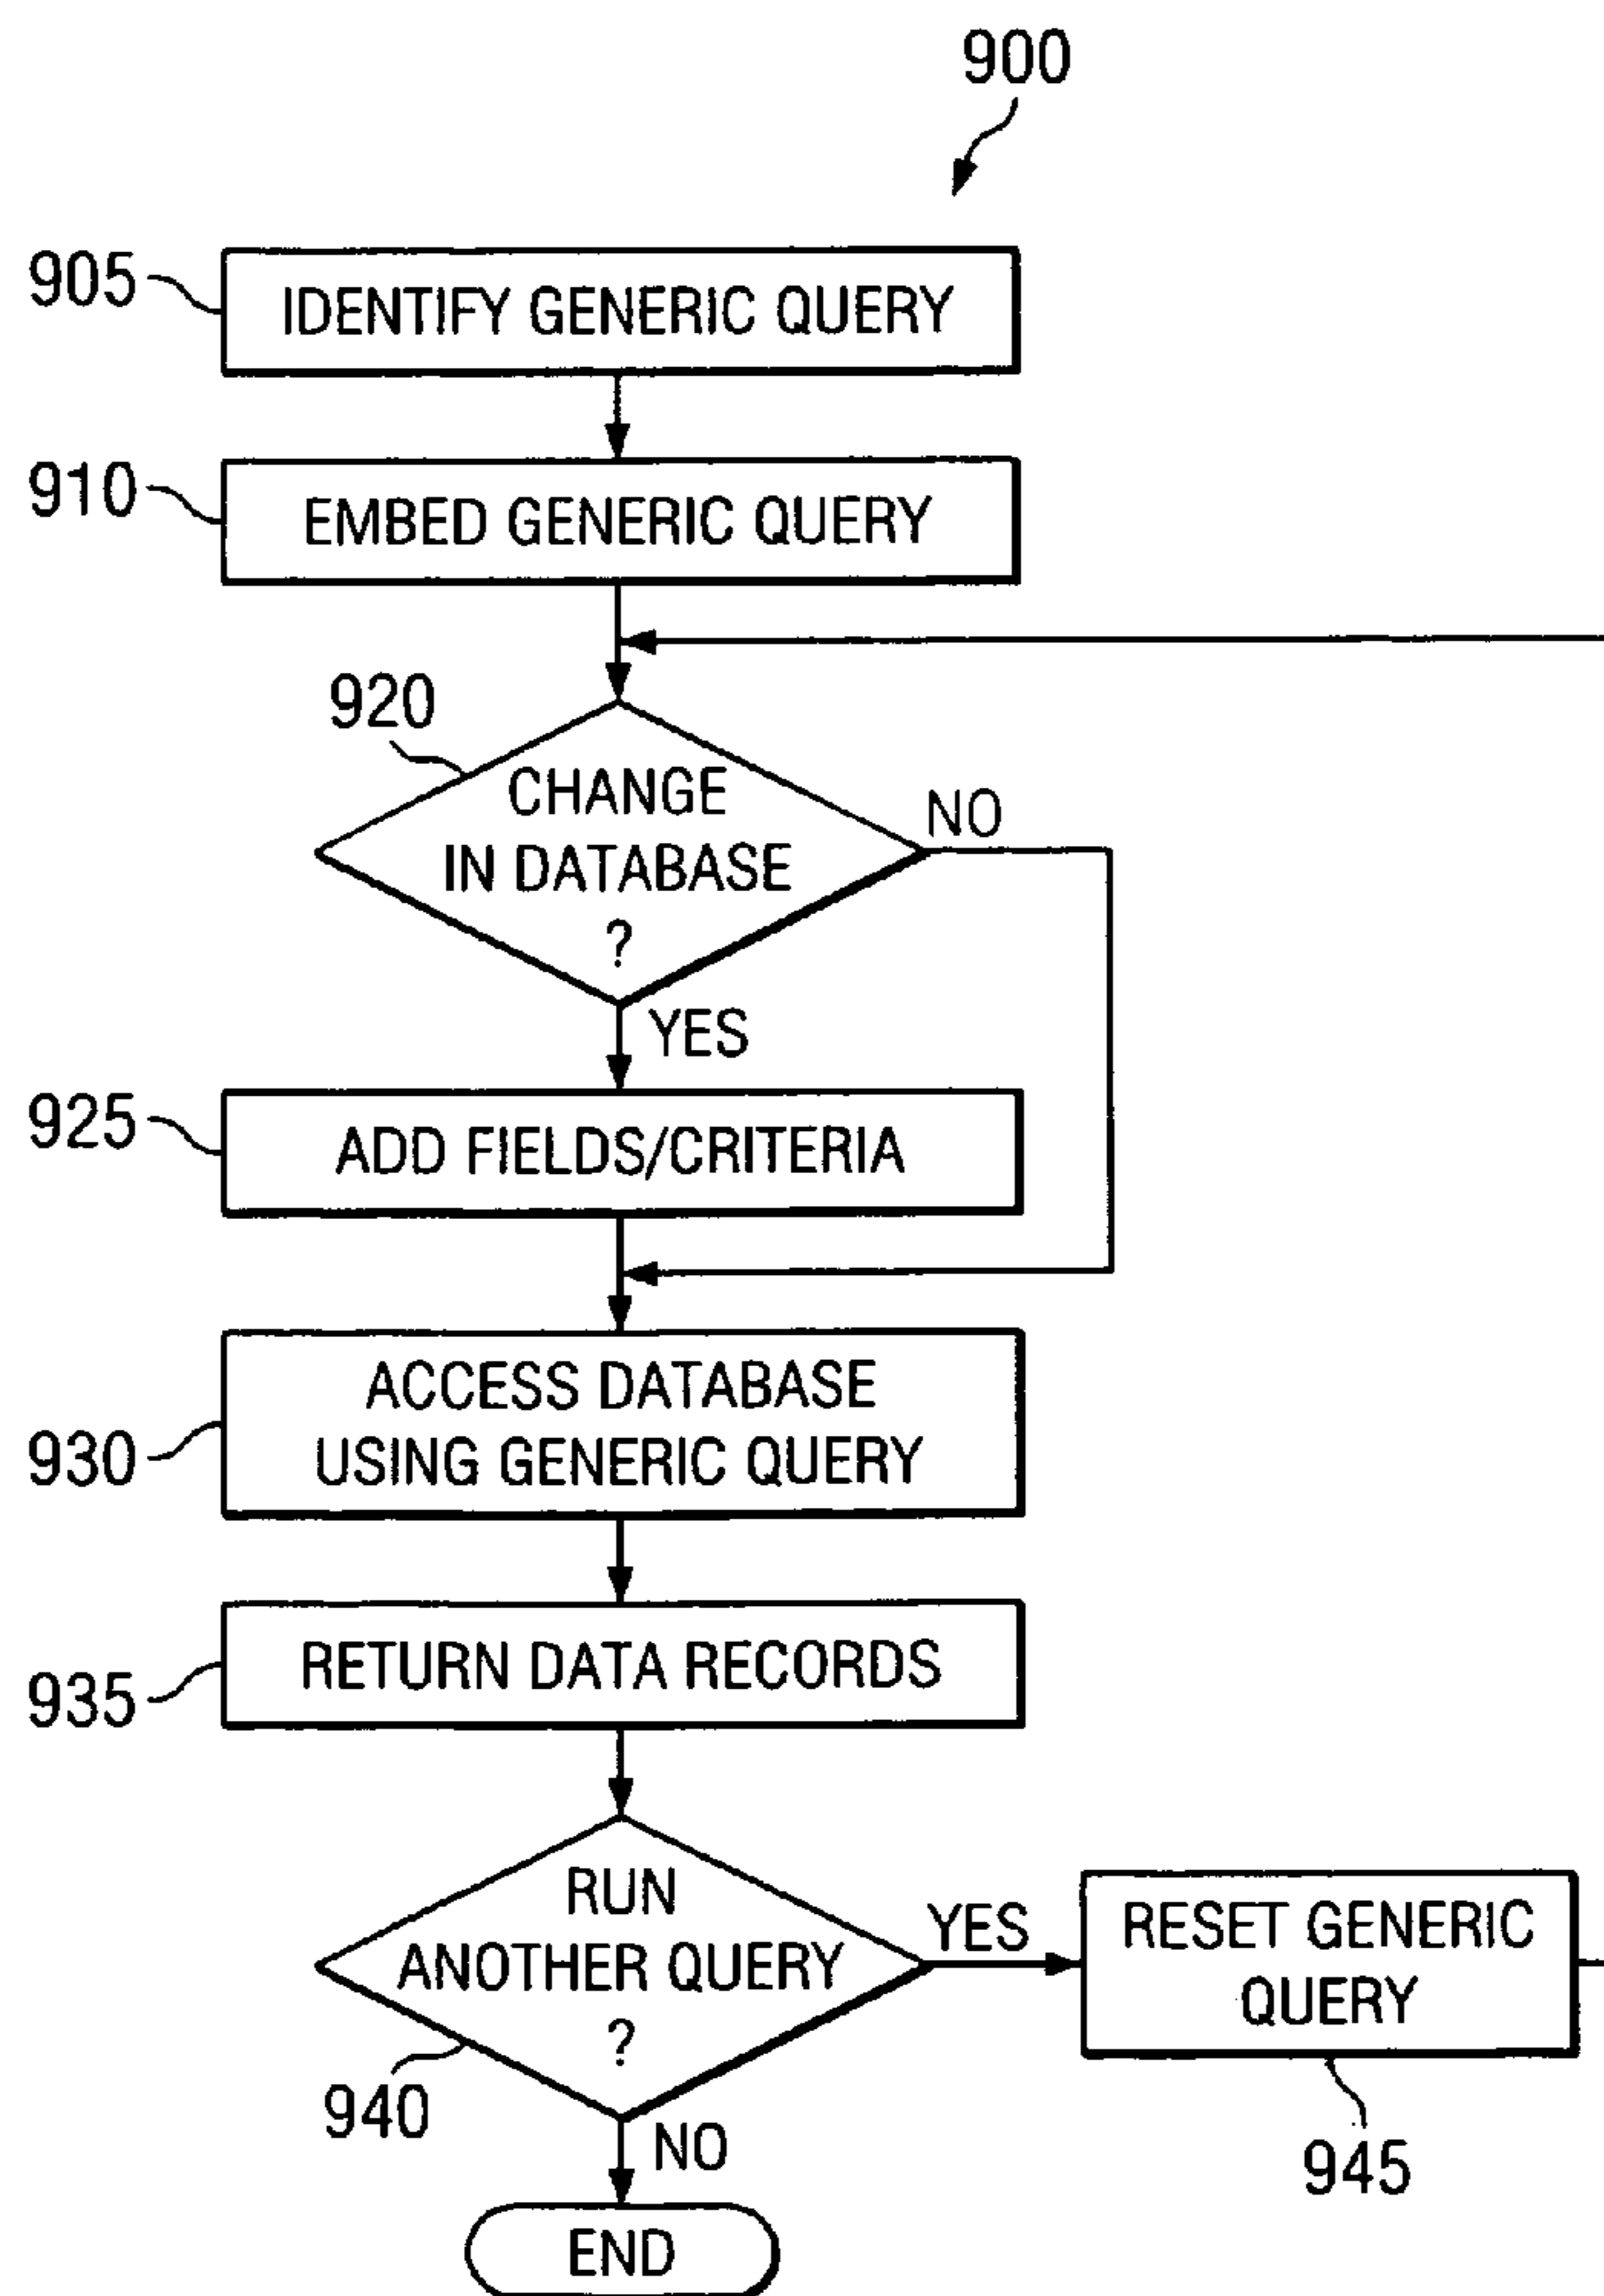 900
905
IDENTIFY GENERIC QUERY
910
EMBED GENERIC QUERY
920
CHANGE
IN DATABASE
?
NO
YES
925
ADD FIELDS/CRITERIA
930
ACCESS DATABASE
USING GENERIC QUERY
935
RETURN DATA RECORDS
RUN
ANOTHER QUERY
?
YES
RESET GENERIC
QUERY
940
NO
945
END